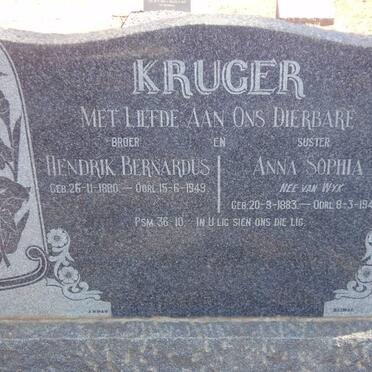 KRUGER
MET LIEFDE AAN ONS DIERBARE
BROER EN SUSTER
HENDRIK BERNARDUS ANNA SOPHIA
GEB. 26-11-1880 — OORL. 15-6-1949. NEE VAN WYK
GEB. 20-9-1883. — OORL. 8-3-194
PSM. 36-10. — IN U LIG SIEN ONS DIE LIG.